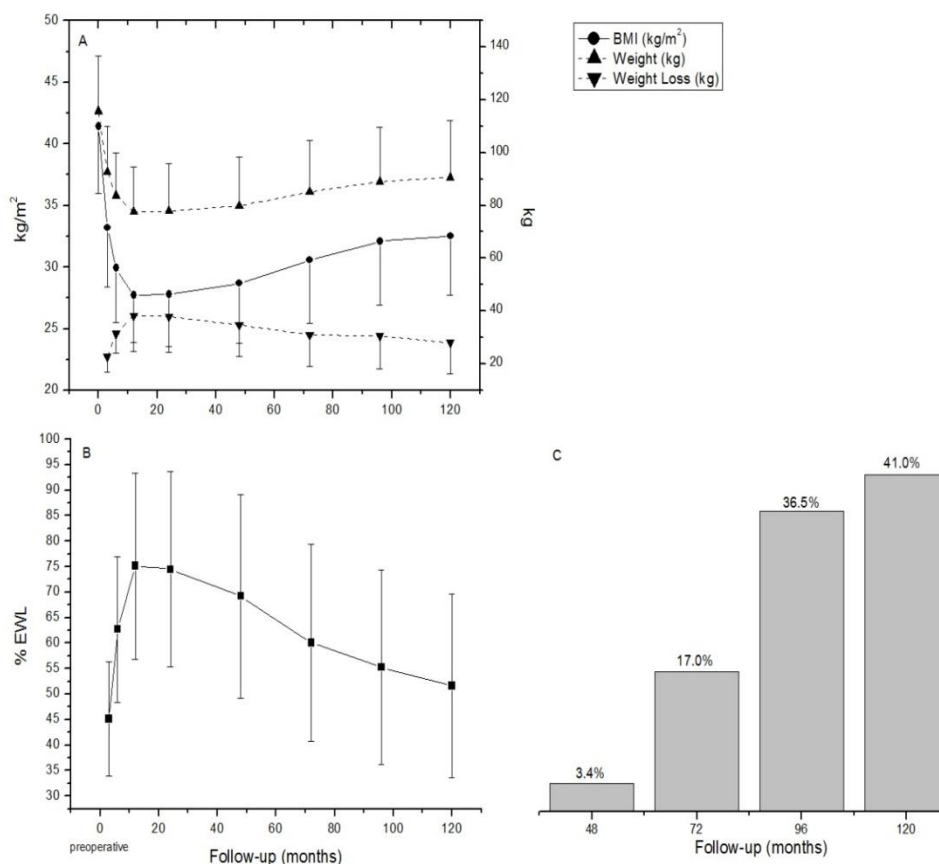 A
BMI (kg/m²)
Weight (kg)
Weight Loss (kg)
50
45
40
35
30
25
20
kg/m²
140
120
100
80
60
40
20
kg
0 20 40 60 80 100 120
B
100
95
90
85
80
75
70
65
60
55
50
45
40
35
30
% EWL
0 20 40 60 80 100 120
preoperative
Follow-up (months)
C
3.4%
17.0%
36.5%
41.0%
48 72 96 120
Follow-up (months)